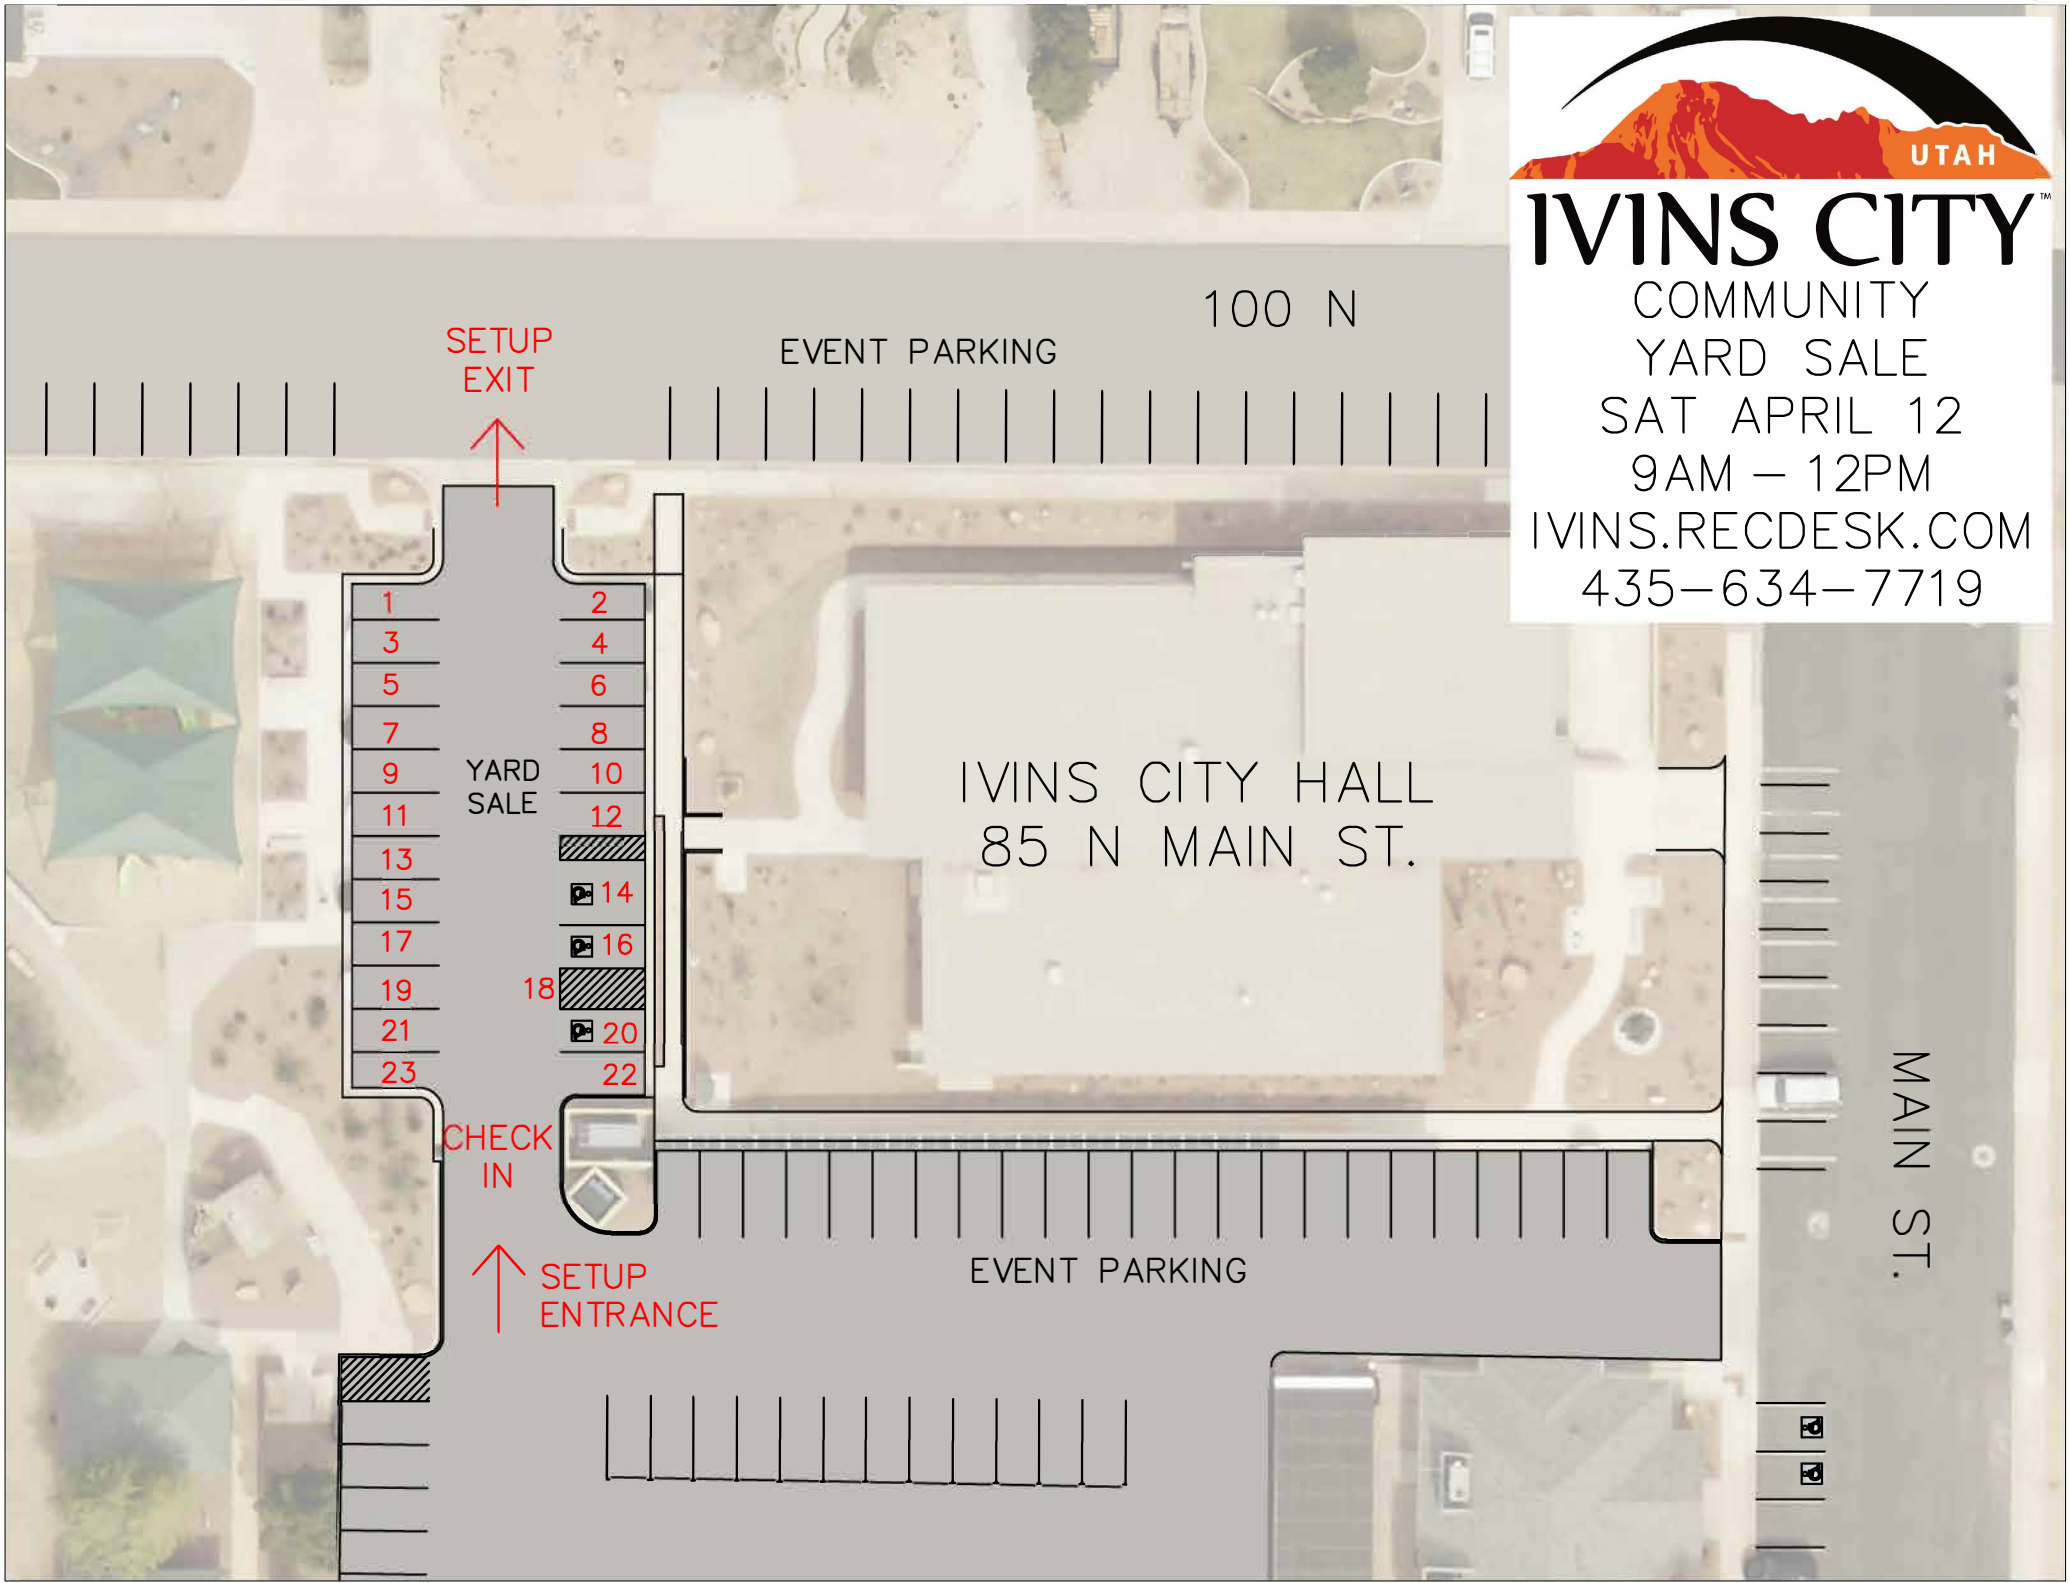 UTAH
IVINS CITY™
COMMUNITY
YARD SALE
SAT APRIL 12
9AM – 12PM
IVINS.RECDESK.COM
435–634–7719
100 N
SETUP
EXIT
EVENT PARKING
1 2
3 4
5 6
7 8
9 10
11 12
13
15 14
17 16
19 18
21 20
23 22
YARD
SALE
IVINS CITY HALL
85 N MAIN ST.
CHECK
IN
SETUP
ENTRANCE
EVENT PARKING
MAIN ST.